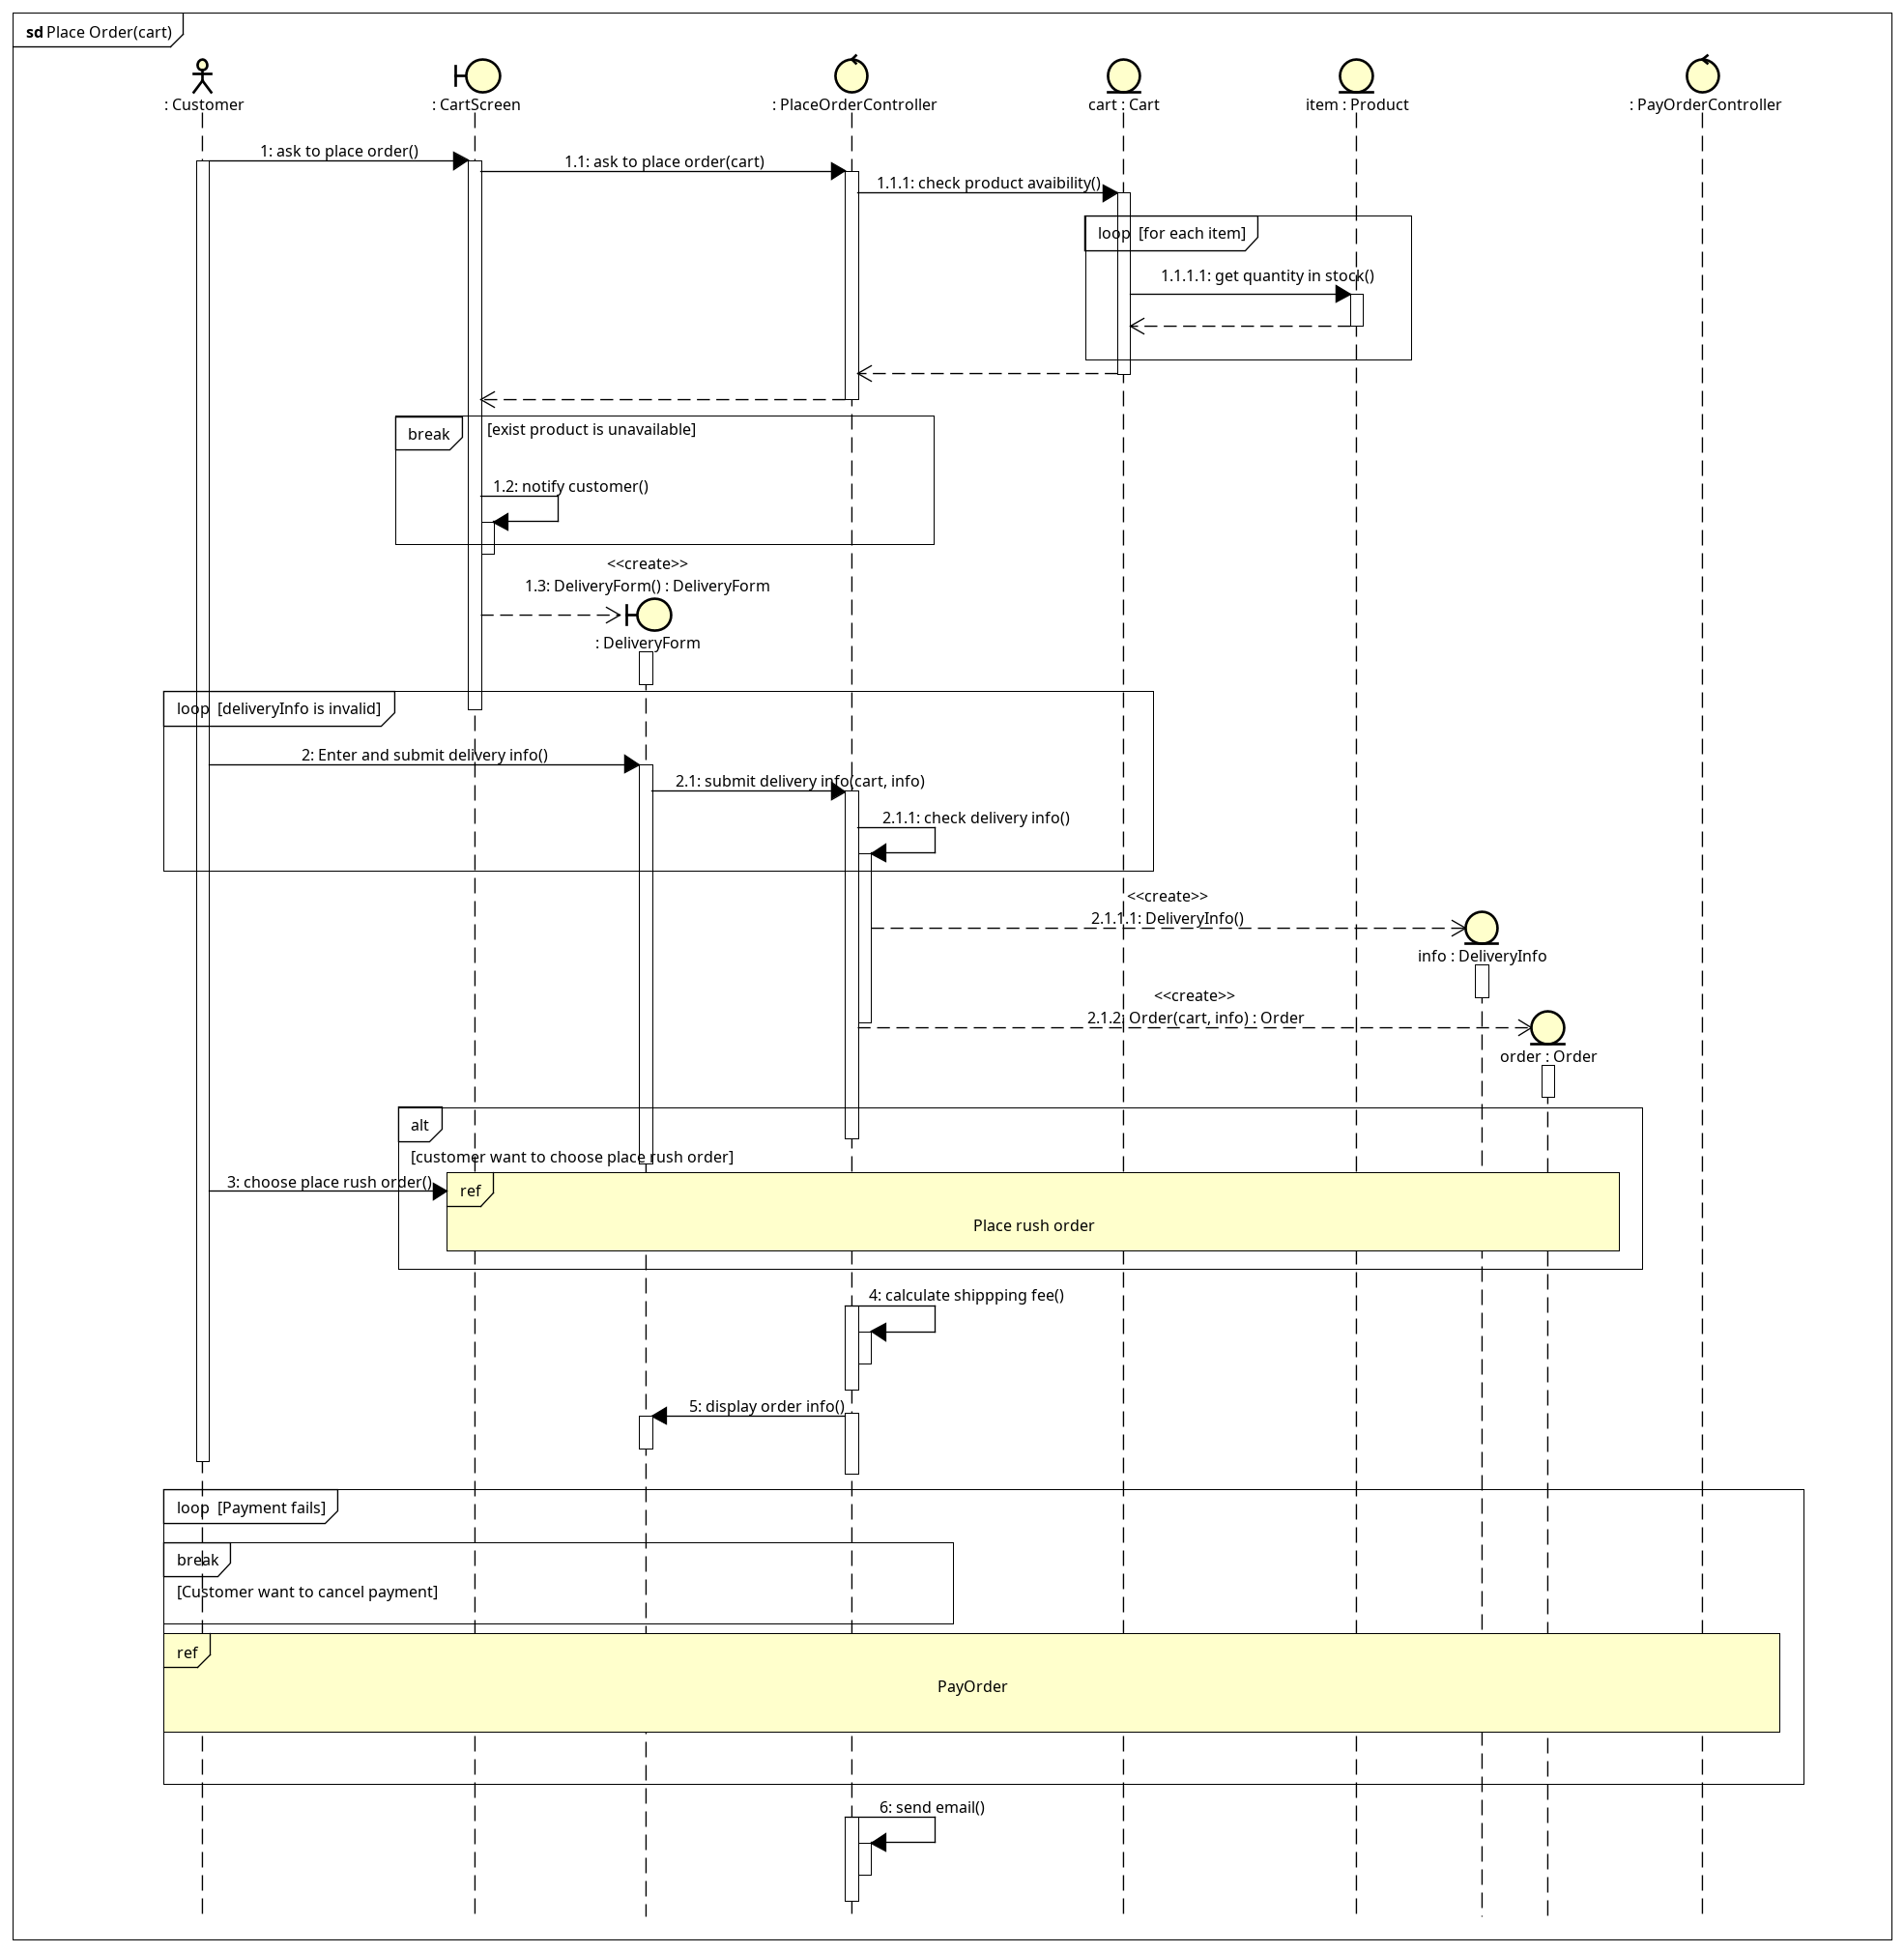 sd Place Order(cart)
: Customer
: CartScreen
: PlaceOrderController
cart : Cart
item : Product
: PayOrderController
1: ask to place order()
1.1: ask to place order(cart)
1.1.1: check product avaibility()
loop [for each item]
1.1.1.1: get quantity in stock()
break [exist product is unavailable]
1.2: notify customer()
<<create>>
1.3: DeliveryForm() : DeliveryForm
: DeliveryForm
loop [deliveryInfo is invalid]
2: Enter and submit delivery info()
2.1: submit delivery info(cart, info)
2.1.1: check delivery info()
<<create>>
2.1.1.1: DeliveryInfo()
info : DeliveryInfo
<<create>>
2.1.2: Order(cart, info) : Order
order : Order
alt
[customer want to choose place rush order]
3: choose place rush order()
ref
Place rush order
4: calculate shippping fee()
5: display order info()
loop [Payment fails]
break
[Customer want to cancel payment]
ref
PayOrder
6: send email()